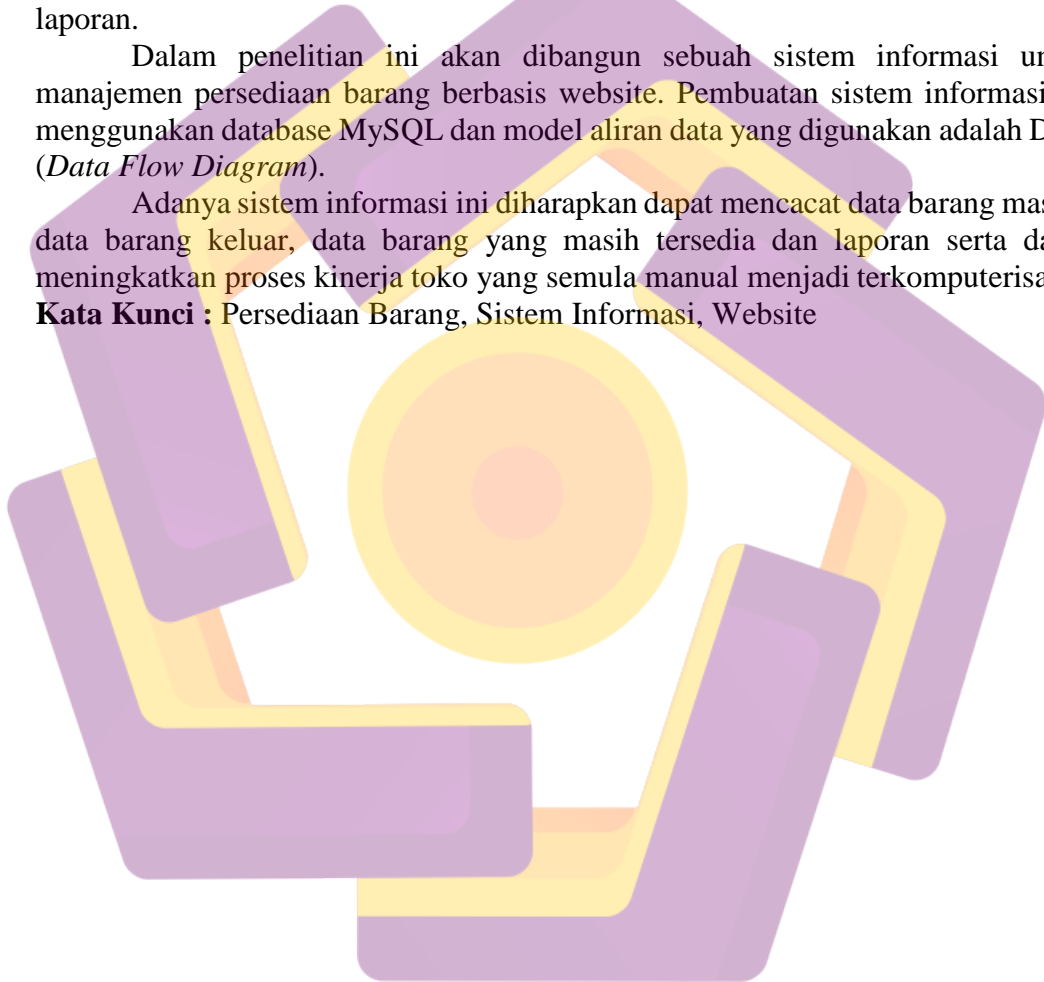 laporan.
Dalam penelitian ini akan dibangun sebuah sistem informasi un
manajemen persediaan barang berbasis website. Pembuatan sistem informasi
menggunakan database MySQL dan model aliran data yang digunakan adalah D
(Data Flow Diagram).
Adanya sistem informasi ini diharapkan dapat mencacat data barang mas
data barang keluar, data barang yang masih tersedia dan laporan serta da
meningkatkan proses kinerja toko yang semula manual menjadi terkomputerisa
Kata Kunci : Persediaan Barang, Sistem Informasi, Website